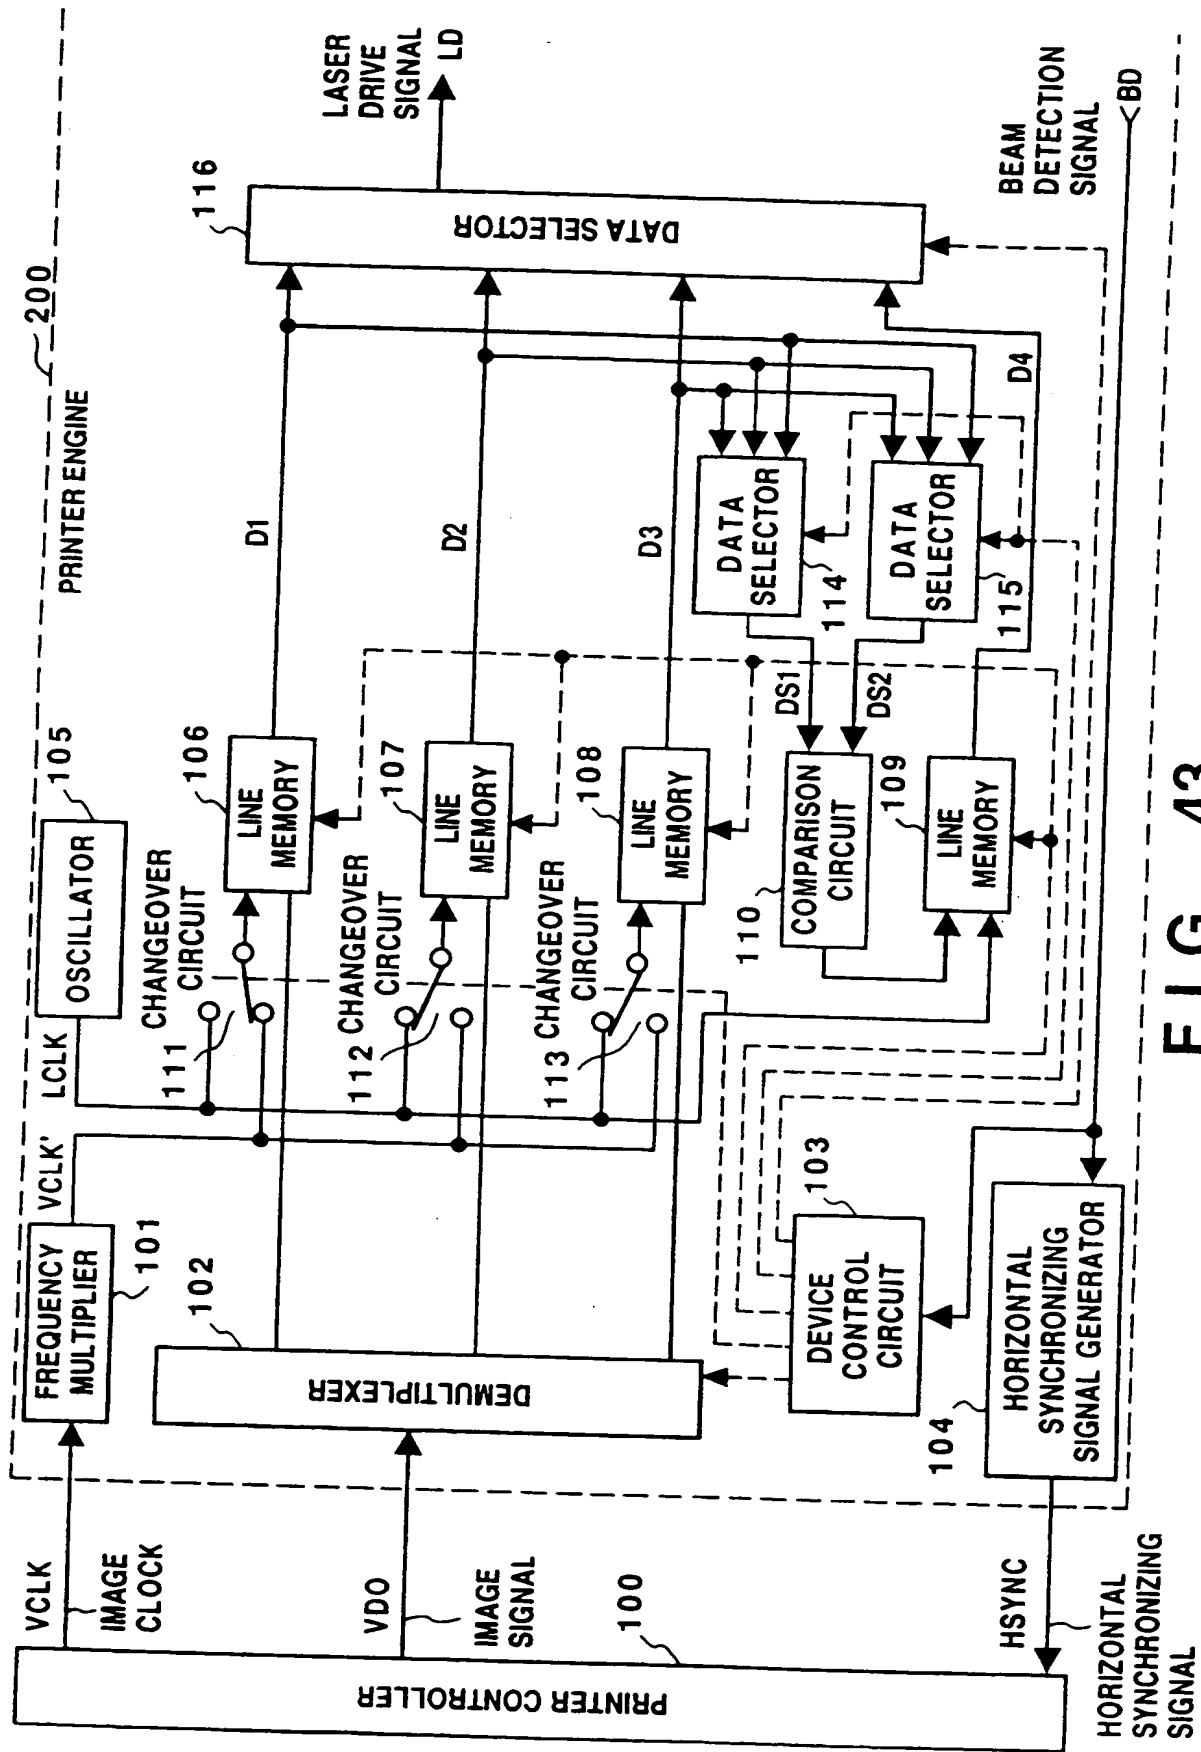 200
PRINTER ENGINE
PRINTER CONTROLLER
100
VCLK
IMAGE
CLOCK
VDO
IMAGE
SIGNAL
HSYNC
HORIZONTAL
SYNCHRONIZING
SIGNAL
FREQUENCY
MULTIPLIER
101
VCLK'
LCLK
OSCILLATOR
105
DEMULTIPLEXER
102
CHANGEOVER
CIRCUIT
111
CHANGEOVER
CIRCUIT
112
CHANGEOVER
CIRCUIT
113
LINE
MEMORY
106
LINE
MEMORY
107
LINE
MEMORY
108
D1
D2
D3
DEVICE
CONTROL
CIRCUIT
103
HORIZONTAL
SYNCHRONIZING
SIGNAL GENERATOR
104
COMPARISON
CIRCUIT
110
LINE
MEMORY
109
DS1
DS2
DATA
SELECTOR
114
DATA
SELECTOR
115
D4
DATA SELECTOR
116
LASER
DRIVE
SIGNAL LD
BEAM
DETECTION
SIGNAL
BD
FIG. 43